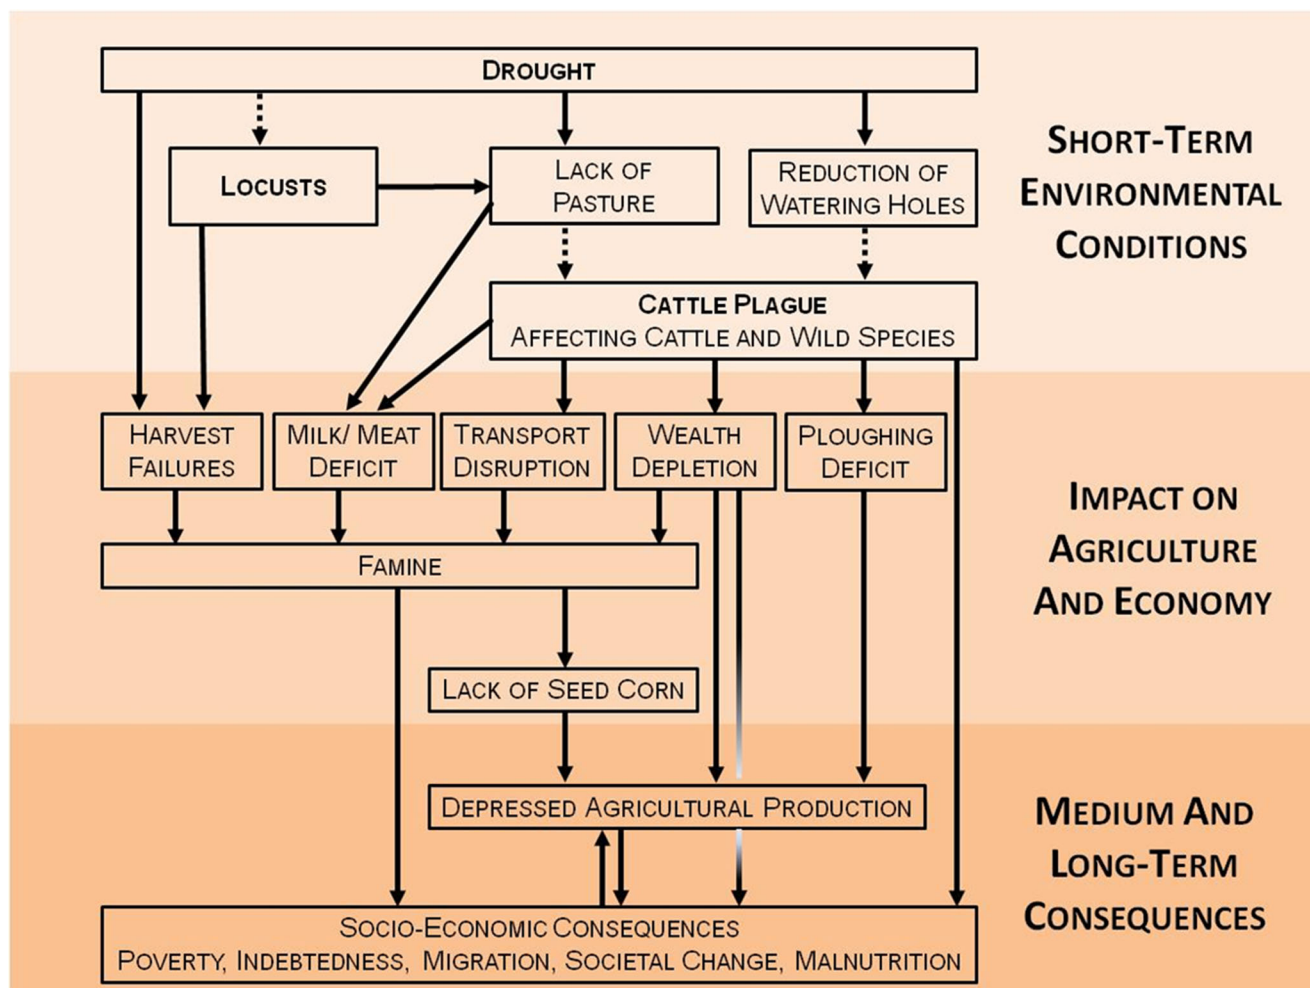 DROUGHT
LOCUSTS
LACK OF
PASTURE
REDUCTION OF
WATERING HOLES
SHORT-TERM
ENVIRONMENTAL
CONDITIONS
CATTLE PLAGUE
AFFECTING CATTLE AND WILD SPECIES
HARVEST
FAILURES
MILK/ MEAT
DEFICIT
TRANSPORT
DISRUPTION
WEALTH
DEPLETION
PLOUGHING
DEFICIT
IMPACT ON
AGRICULTURE
AND ECONOMY
FAMINE
LACK OF SEED CORN
DEPRESSED AGRICULTURAL PRODUCTION
MEDIUM AND
LONG-TERM
CONSEQUENCES
SOCIO-ECONOMIC CONSEQUENCES
POVERTY, INDEBTEDNESS, MIGRATION, SOCIETAL CHANGE, MALNUTRITION